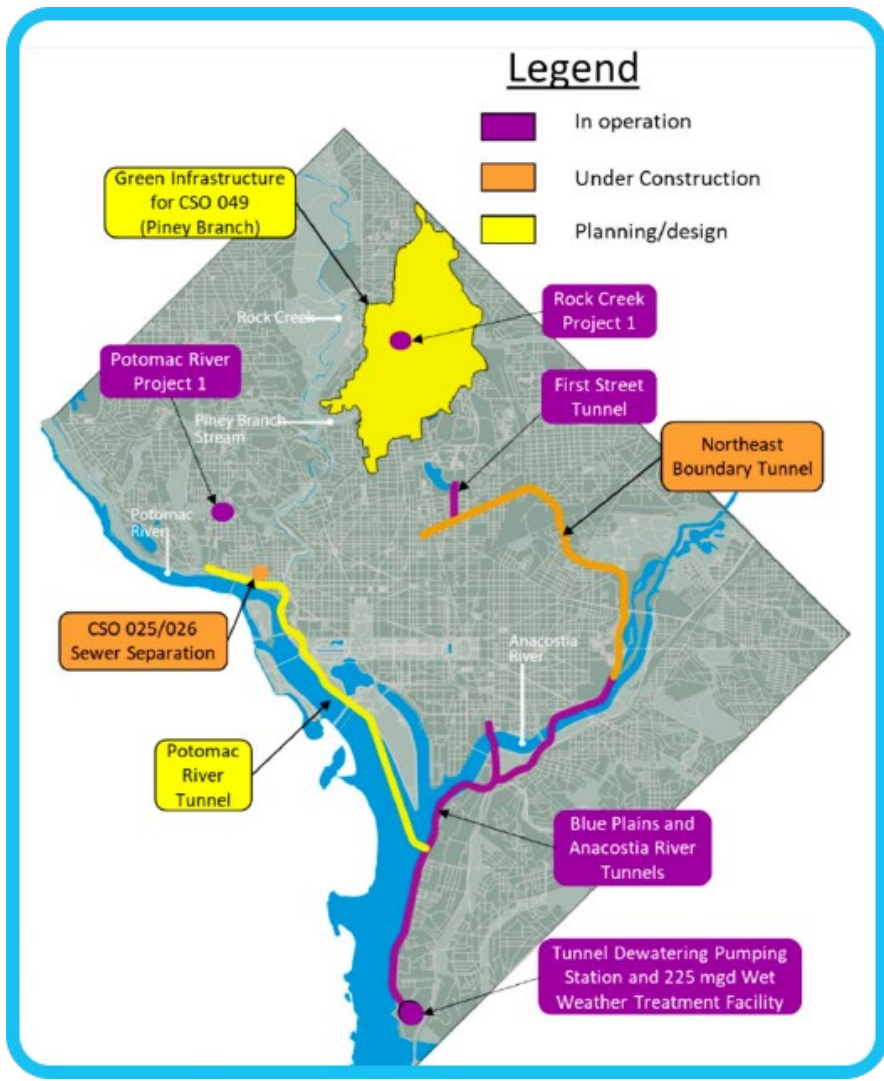 Legend
In operation
Under Construction
Planning/design
Green Infrastructure
for CSO 049
(Piney Branch)
Rock Creek
Rock Creek
Project 1
Potomac River
Project 1
First Street
Tunnel
Piney Branch
Stream
Northeast
Boundary Tunnel
Potomac
River
CSO 025/026
Sewer Separation
Anacostia
River
Potomac
River
Tunnel
Blue Plains and
Anacostia River
Tunnels
Tunnel Dewatering Pumping
Station and 225 mgd Wet
Weather Treatment Facility